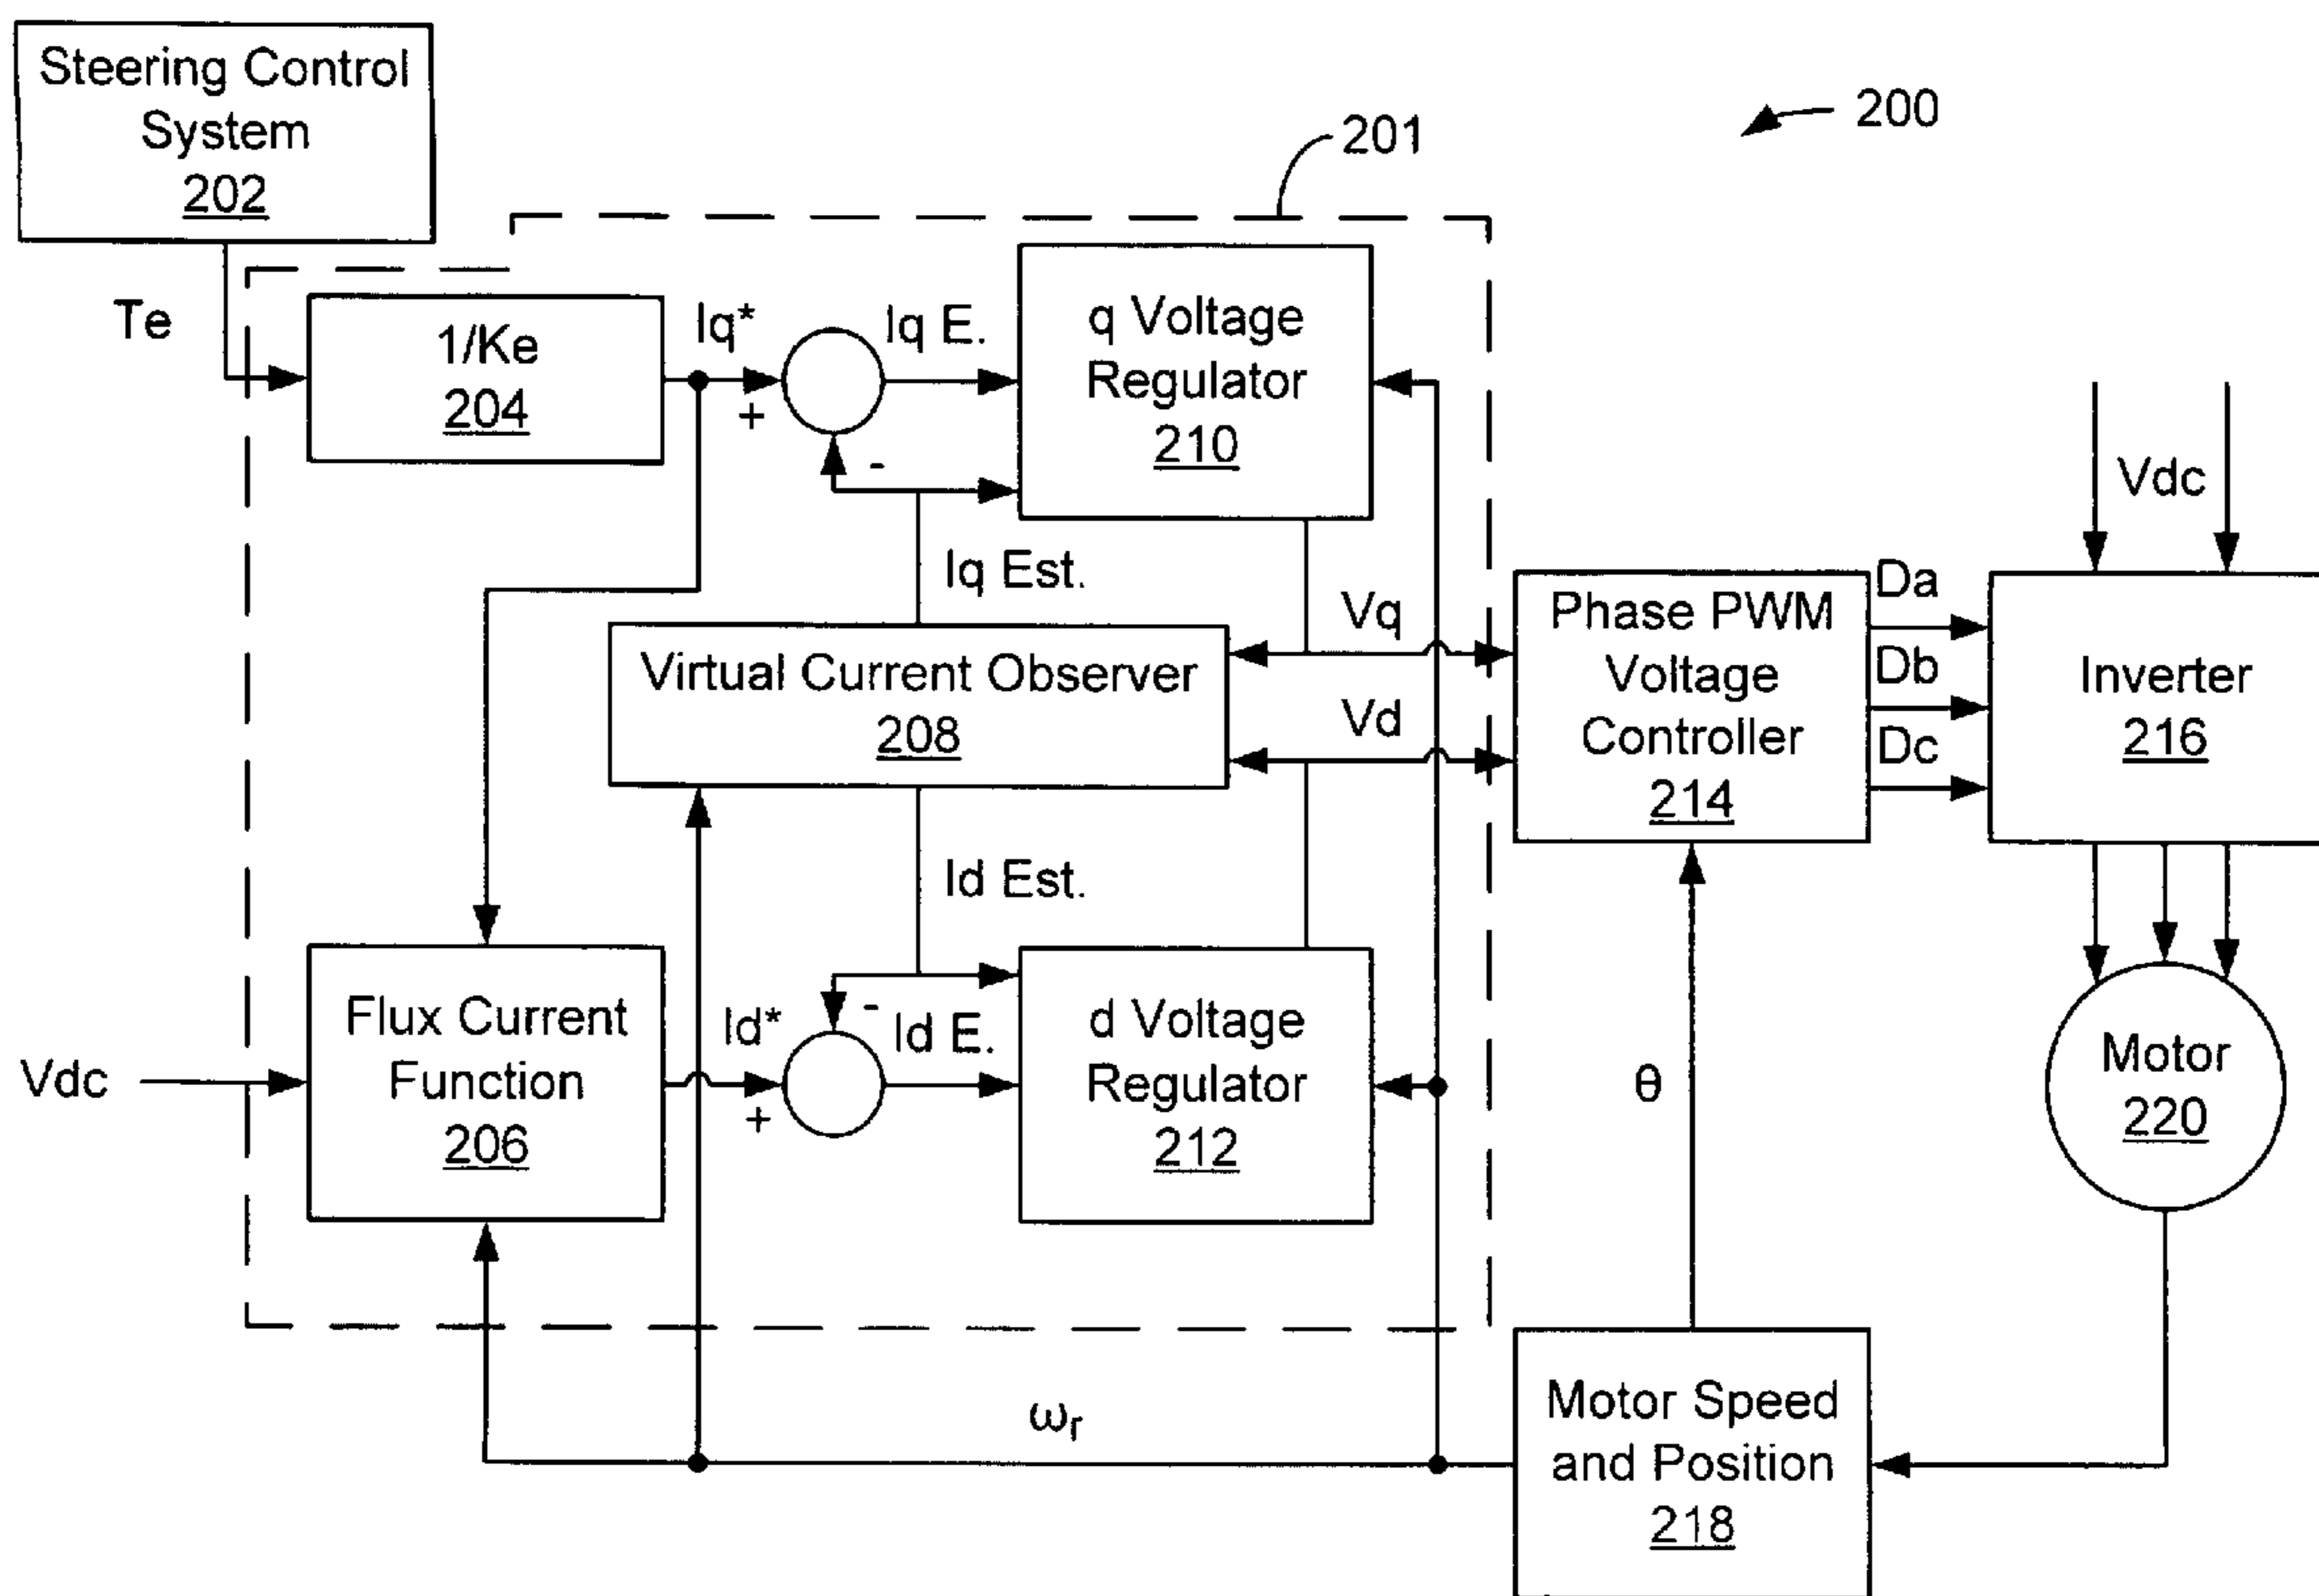 Steering Control
System
202
200
201
Te
1/Ke
204
Iq*
+
-
Iq E.
q Voltage
Regulator
210
Vdc
Iq Est.
Vq
Vd
Virtual Current Observer
208
Phase PWM
Voltage
Controller
214
Da
Db
Dc
Inverter
216
Id Est.
Vdc
Flux Current
Function
206
Id*
+
-
Id E.
d Voltage
Regulator
212
θ
Motor
220
ωr
Motor Speed
and Position
218